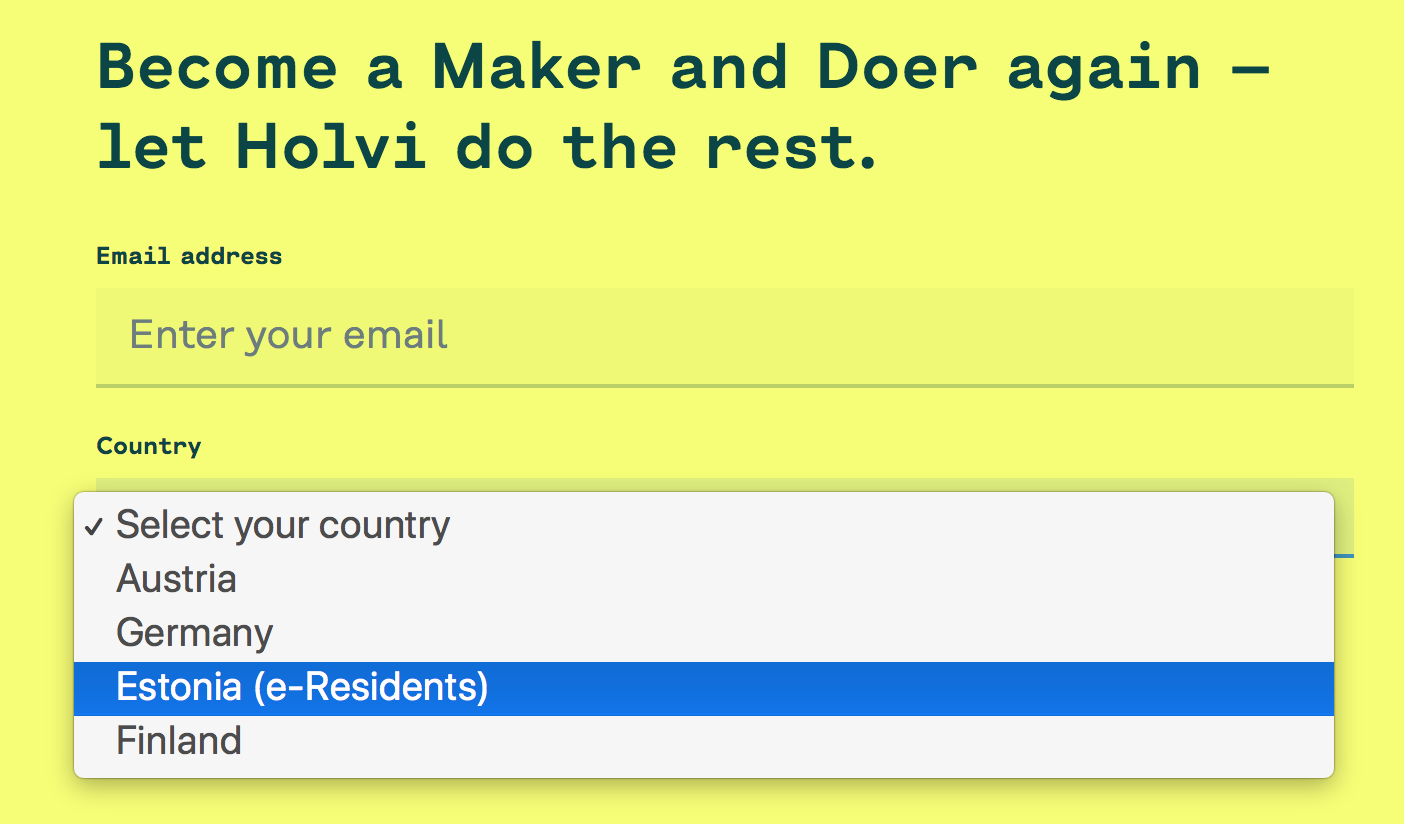 Become a Maker and Doer again –
let Holvi do the rest.
Email address
Enter your email
Country
✓ Select your country
Austria
Germany
Estonia (e-Residents)
Finland